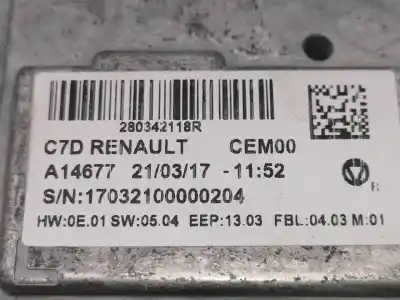 280342118R
C7D RENAULT CEM00
A14677 21/03/17 -11:52
S/N:17032100000204
HW:0E.01 SW:05.04 EEP:13.03 FBL:04.03 M:01